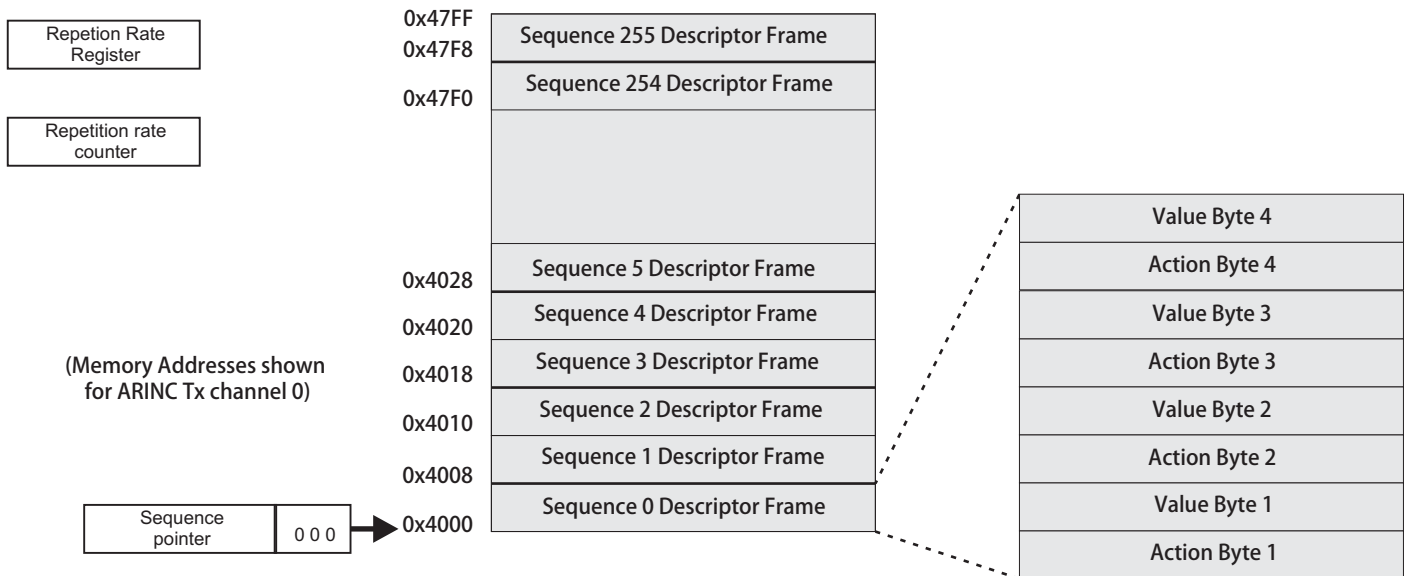 Repetion Rate
Register
Repetition rate
counter
(Memory Addresses shown
for ARINC Tx channel 0)
Sequence
pointer
0 0 0
0x47FF
Sequence 255 Descriptor Frame
0x47F8
Sequence 254 Descriptor Frame
0x47F0
Sequence 5 Descriptor Frame
0x4028
Sequence 4 Descriptor Frame
0x4020
Sequence 3 Descriptor Frame
0x4018
Sequence 2 Descriptor Frame
0x4010
Sequence 1 Descriptor Frame
0x4008
Sequence 0 Descriptor Frame
0x4000
Value Byte 4
Action Byte 4
Value Byte 3
Action Byte 3
Value Byte 2
Action Byte 2
Value Byte 1
Action Byte 1